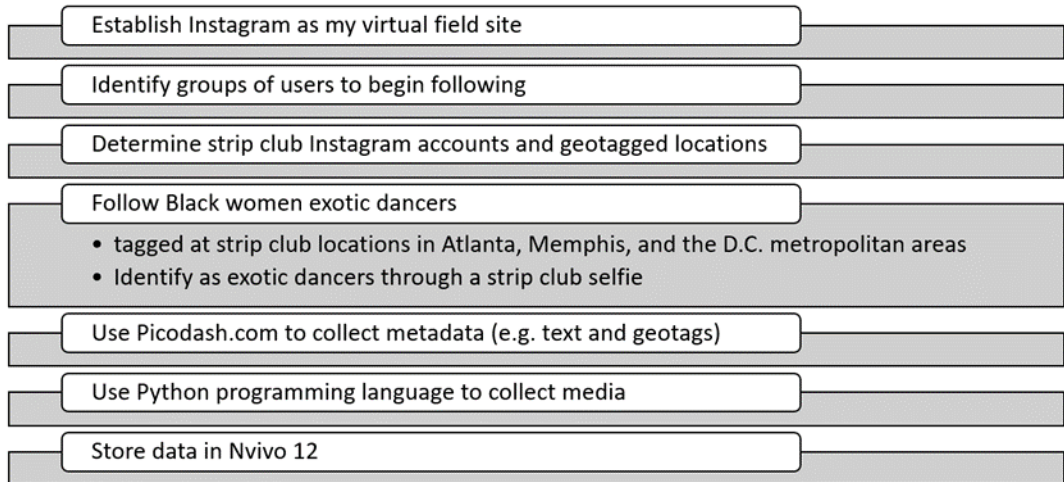 Establish Instagram as my virtual field site
Identify groups of users to begin following
Determine strip club Instagram accounts and geotagged locations
Follow Black women exotic dancers
• tagged at strip club locations in Atlanta, Memphis, and the D.C. metropolitan areas
• Identify as exotic dancers through a strip club selfie
Use Picodash.com to collect metadata (e.g. text and geotags)
Use Python programming language to collect media
Store data in Nvivo 12